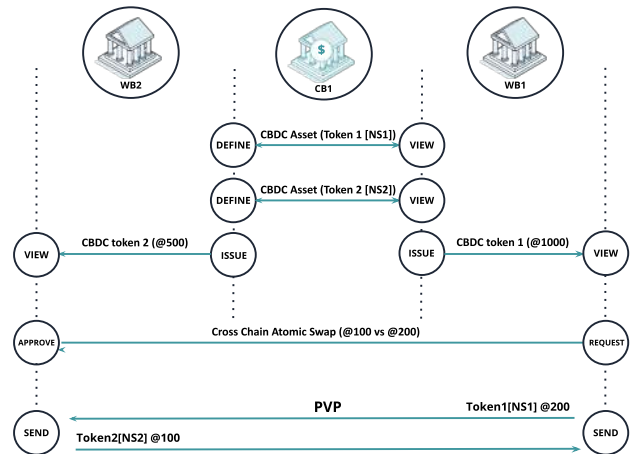 $
WB2
CB1
WB1
DEFINE
CBDC Asset (Token 1 [NS1])
VIEW
DEFINE
CBDC Asset (Token 2 [NS2])
VIEW
VIEW
CBDC token 2 (@500)
ISSUE
ISSUE
CBDC token 1 (@1000)
VIEW
APPROVE
Cross Chain Atomic Swap (@100 vs @200)
REQUEST
SEND
PVP
Token1[NS1] @200
Token2[NS2] @100
SEND